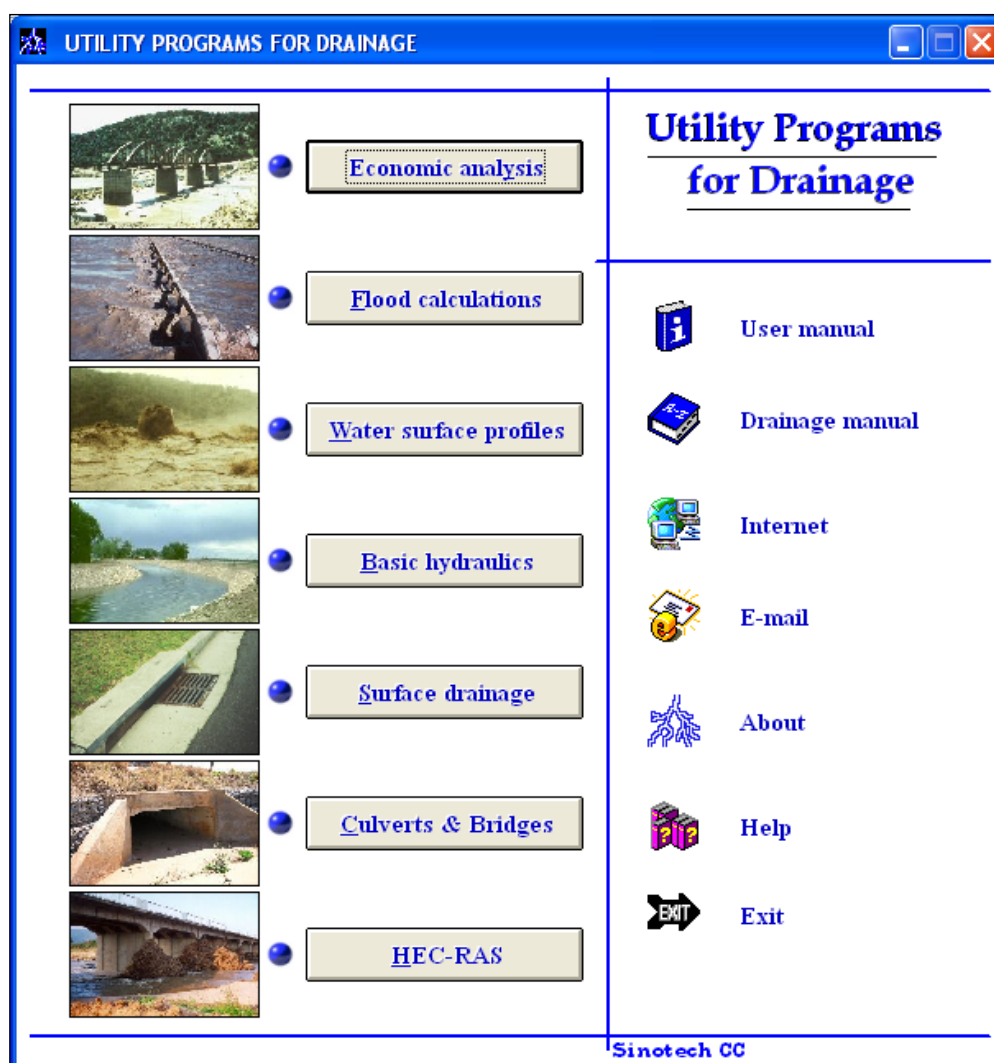 UTILITY PROGRAMS FOR DRAINAGE
Economic analysis
Flood calculations
Water surface profiles
Basic hydraulics
Surface drainage
Culverts & Bridges
HEC-RAS
Utility Programs
for Drainage
i
User manual
A-Z
Drainage manual
Internet
e
E-mail
About
? ?
Help
EXIT
Exit
Sinotech CC